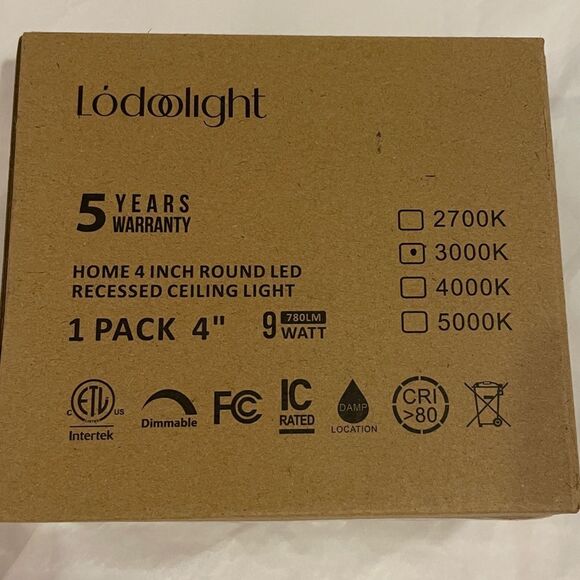 Lódoolight
5 YEARS
WARRANTY
HOME 4 INCH ROUND LED
RECESSED CEILING LIGHT
1 PACK 4" 9 780LM
WATT
2700K
3000K
4000K
5000K
C ETL US
Intertek
Dimmable
FC
IC
RATED
DAMP
LOCATION
CRI
>80